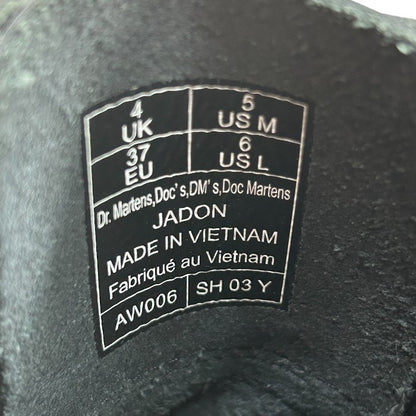 4 UK 5 US M
37 EU 6 US L
Dr. Martens,Doc's,DM's,Doc Martens
JADON
MADE IN VIETNAM
Fabriqué au Vietnam
AW006 SH 03 Y